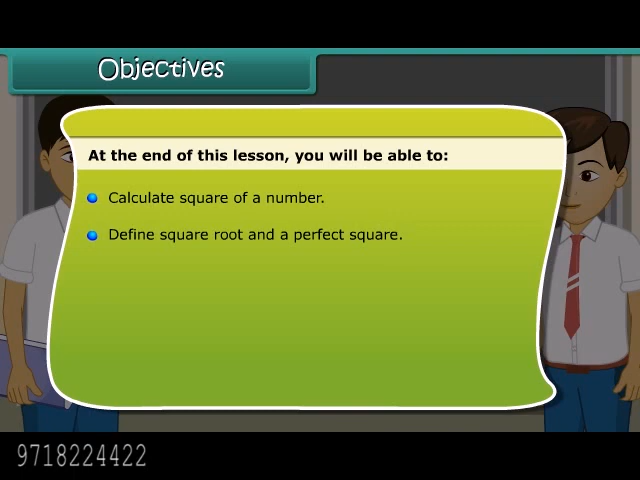 Objectives
At the end of this lesson, you will be able to:
Calculate square of a number.
Define square root and a perfect square.
9718224422